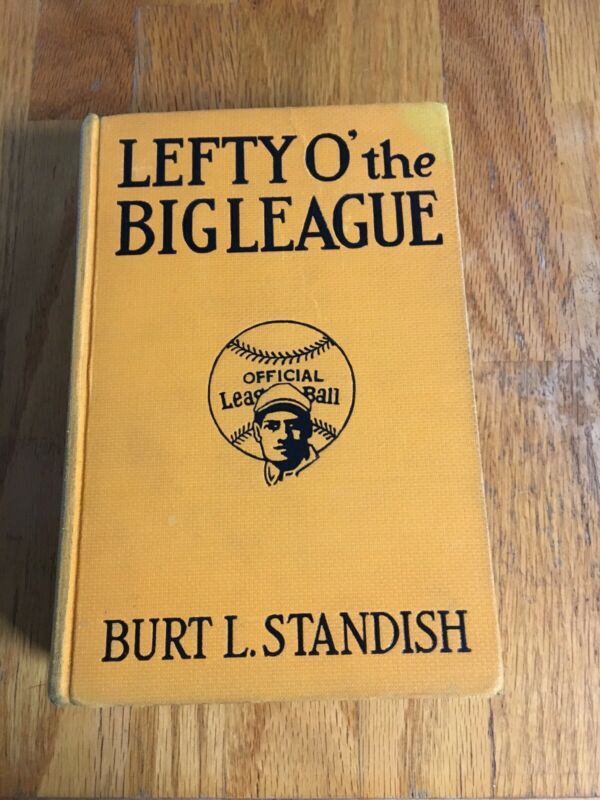 LEFTY O' the
BIG LEAGUE
OFFICIAL
Leag Ball
BURT L. STANDISH